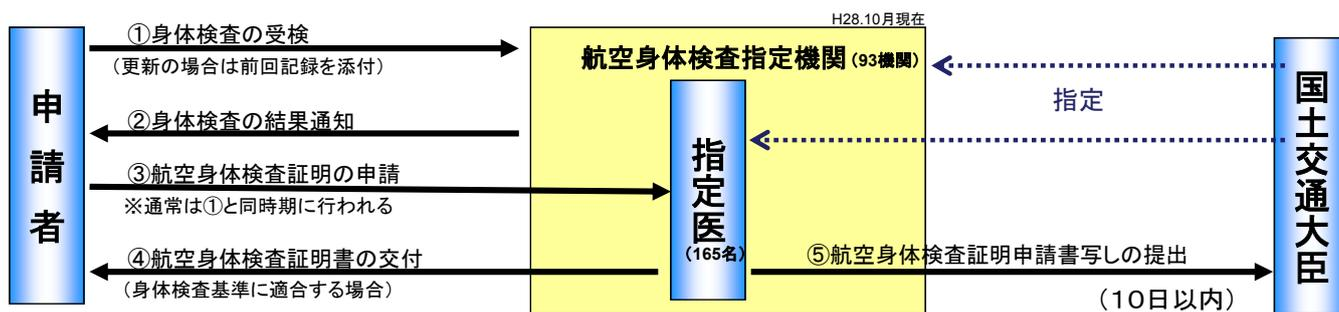 H28.10月現在
申請者
①身体検査の受検
(更新の場合は前回記録を添付)
②身体検査の結果通知
③航空身体検査証明の申請
※通常は①と同時期に行われる
④航空身体検査証明書の交付
(身体検査基準に適合する場合)
航空身体検査指定機関(93機関)
指定医
(165名)
指定
⑤航空身体検査証明申請書写しの提出
(10日以内)
国土交通大臣